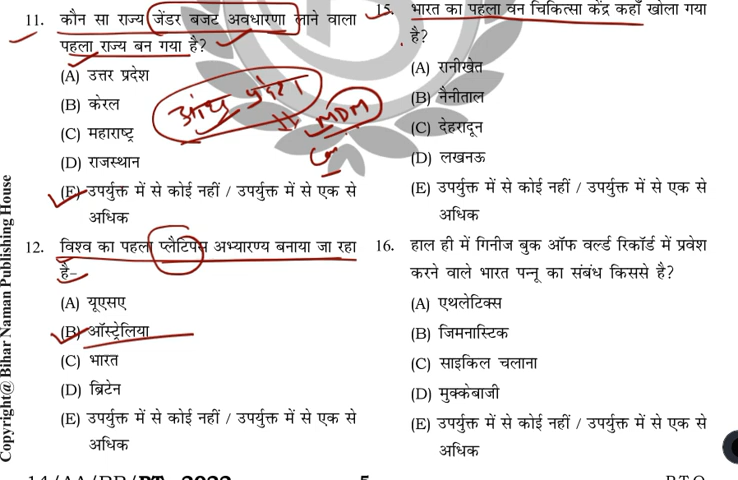 11. कौन सा राज्य जेंडर बजट अवधारणा लाने वाला
पहला राज्य बन गया है?
(A) उत्तर प्रदेश
(B) केरल
(C) महाराष्ट्र
(D) राजस्थान
(E) उपर्युक्त में से कोई नहीं / उपर्युक्त में से एक से
अधिक
आंध्र प्रदेश
MDM
12. विश्व का पहला प्लैटिपस अभ्यारण्य बनाया जा रहा
है-
(A) यूएसए
(B) ऑस्ट्रेलिया
(C) भारत
(D) ब्रिटेन
(E) उपर्युक्त में से कोई नहीं / उपर्युक्त में से एक से
अधिक
15. भारत का पहला वन चिकित्सा केंद्र कहाँ खोला गया
है?
(A) रानीखेत
(B) नैनीताल
(C) देहरादून
(D) लखनऊ
(E) उपर्युक्त में से कोई नहीं / उपर्युक्त में से एक से
अधिक
16. हाल ही में गिनीज बुक ऑफ वर्ल्ड रिकॉर्ड में प्रवेश
करने वाले भारत पन्नू का संबंध किससे है?
(A) एथलेटिक्स
(B) जिमनास्टिक
(C) साइकिल चलाना
(D) मुक्केबाजी
(E) उपर्युक्त में से कोई नहीं / उपर्युक्त में से एक से
अधिक
Copyright@ Bihar Naman Publishing House